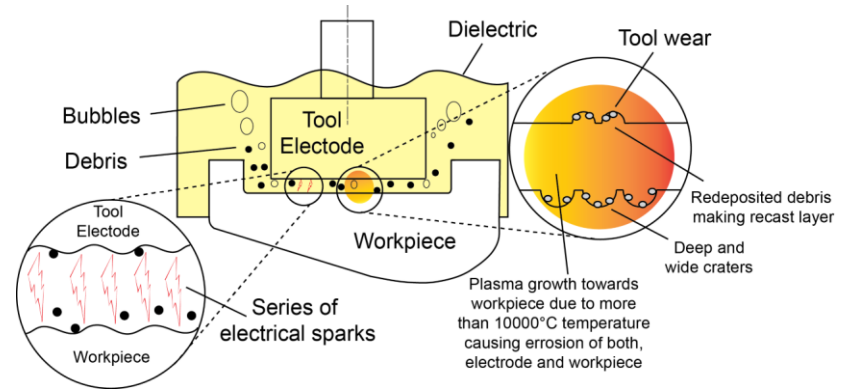 Dielectric
Tool wear
Bubbles
Tool
Electode
Debris
Redeposited debris
making recast layer
Tool
Electode
Workpiece
Deep and
wide craters
Plasma growth towards
workpiece due to more
than 10000°C temperature
causing errosion of both,
electrode and workpiece
Series of
electrical sparks
Workpiece